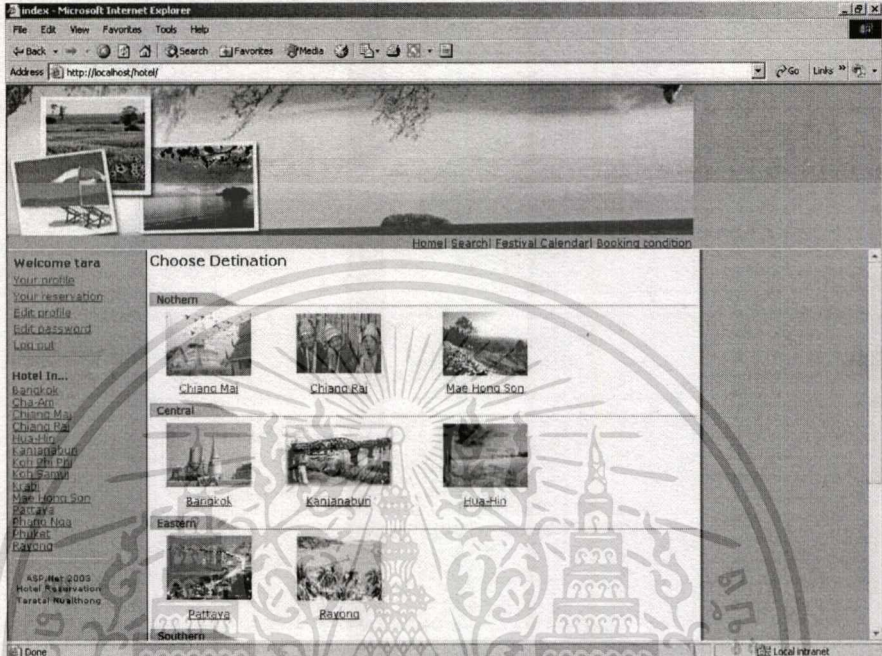 index - Microsoft Internet Explorer
File Edit View Favorites Tools Help
Back Search Favorites Media
Address http://localhost/hotel/ Go Links »
Home| Search| Festival Calendar| Booking condition
Welcome tara
Your profile
Your reservation
Edit profile
Edit password
Log out
Hotel In...
Bangkok
Cha-Am
Chiang Mai
Chiang Rai
Hua-Hin
Kanjanaburi
Koh Phi Phi
Koh Samui
Krabi
Mae Hong Son
Pattaya
Phang Nga
Phuket
Rayong
ASP.Net 2003
Hotel Reservation
Choose Detination
Nothern
Chiang Mai Chiang Rai Mae Hong Son
Central
Bangkok Kanjanaburi Hua-Hin
Eastern
Pattaya Rayong
Southern
Done Local intranet